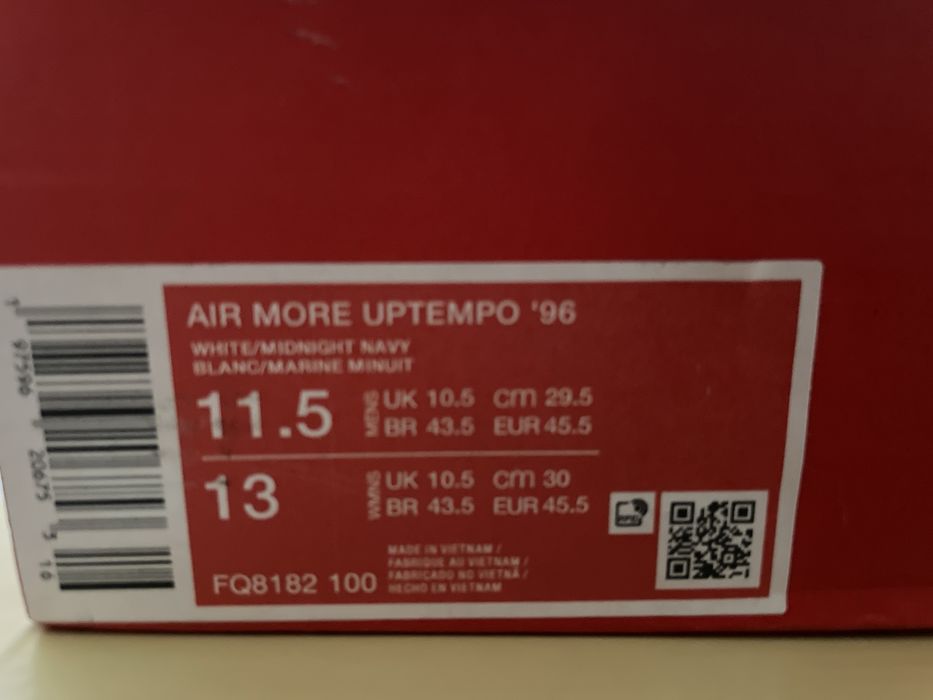 AIR MORE UPTEMPO '96
WHITE/MIDNIGHT NAVY
BLANC/MARINE MINUIT
11.5 MENS UK 10.5 CM 29.5
BR 43.5 EUR 45.5
13 WMNS UK 10.5 CM 30
BR 43.5 EUR 45.5
MADE IN VIETNAM /
FABRIQUE AU VIETNAM /
FABRICADO NO VIETNÃ /
HECHO EN VIETNAM
FQ8182 100